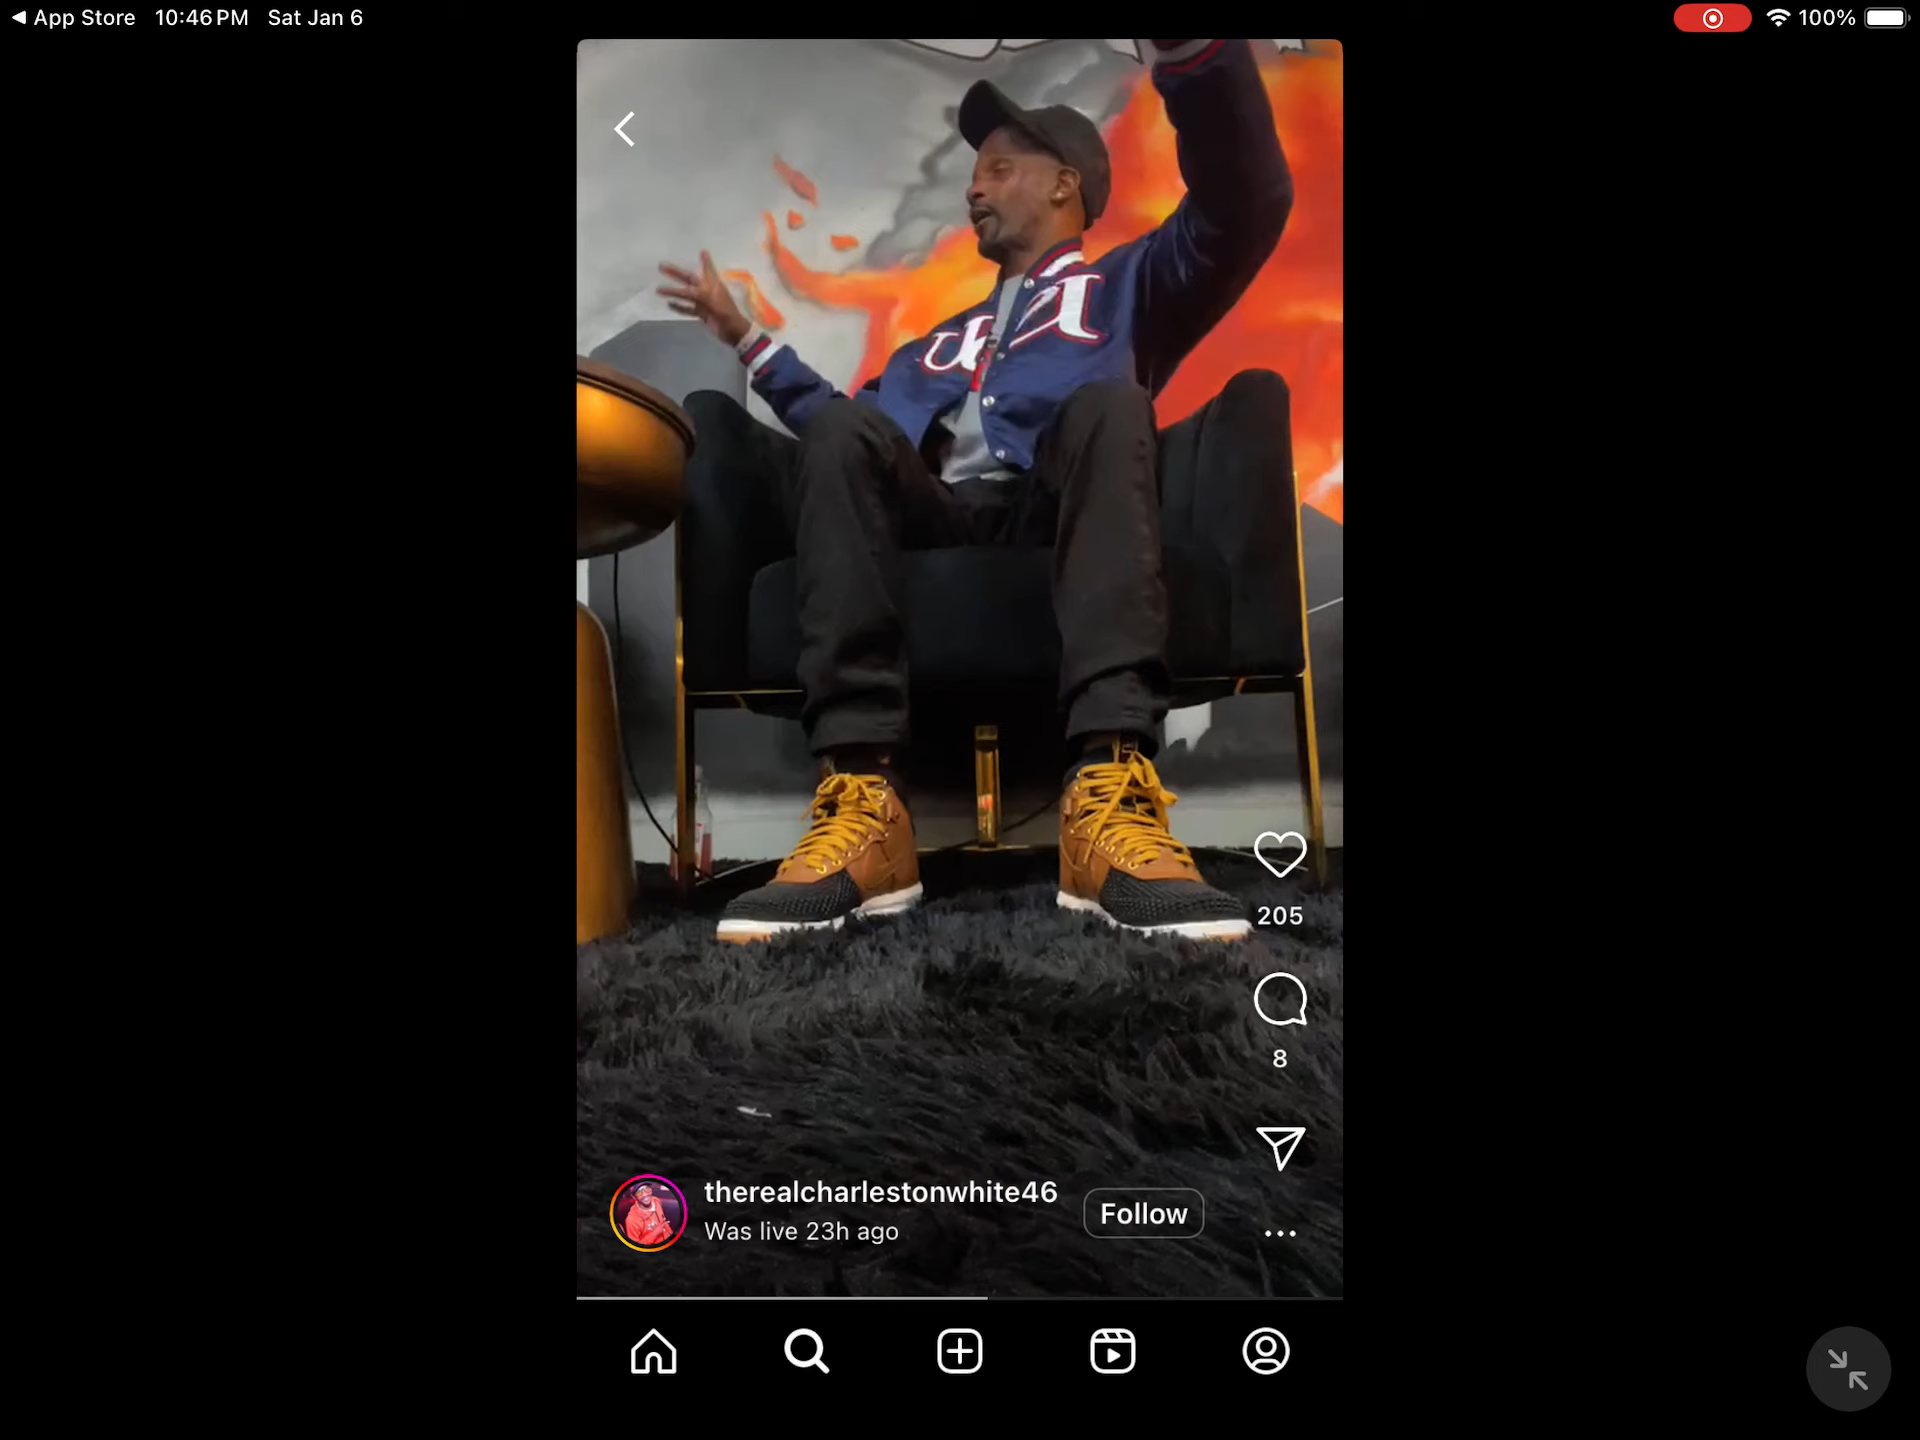 ◀ App Store 10:46 PM Sat Jan 6 100%
205
8
therealcharlestonwhite46
Was live 23h ago
Follow